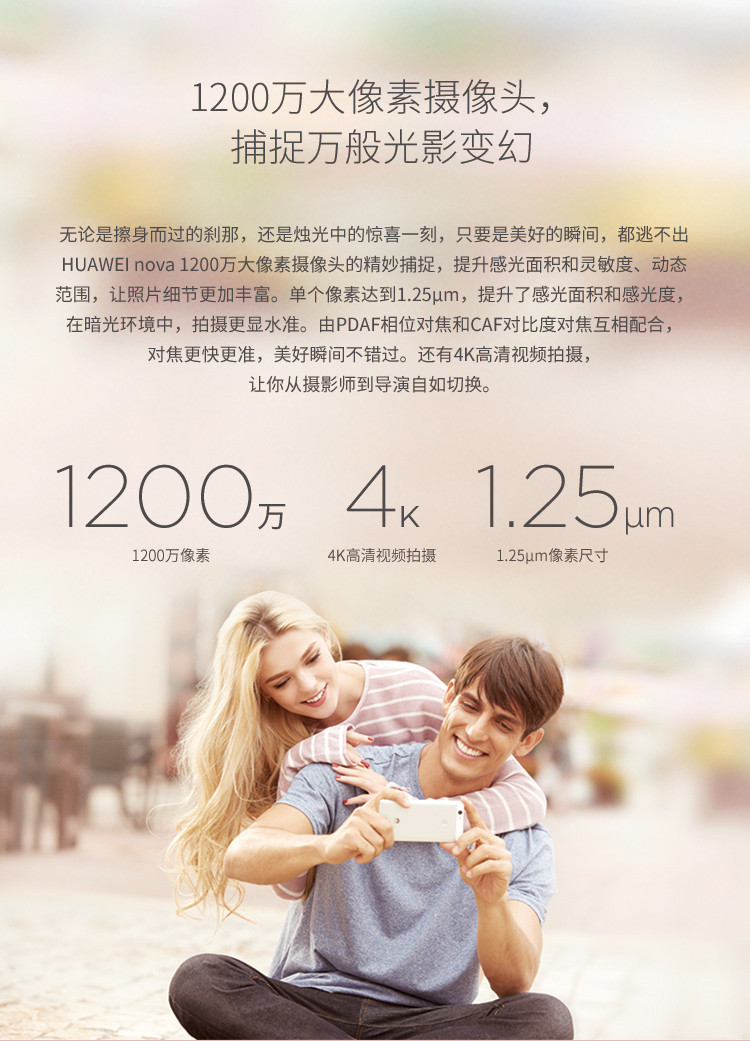 1200万大像素摄像头，
捕捉万般光影变幻
无论是擦身而过的刹那，还是烛光中的惊喜一刻，只要是美好的瞬间，都逃不出
HUAWEI nova 1200万大像素摄像头的精妙捕捉，提升感光面积和灵敏度、动态
范围，让照片细节更加丰富。单个像素达到1.25μm，提升了感光面积和感光度，
在暗光环境中，拍摄更显水准。由PDAF相位对焦和CAF对比度对焦互相配合，
对焦更快更准，美好瞬间不错过。还有4K高清视频拍摄，
让你从摄影师到导演自如切换。
1200万 4K 1.25μm
1200万像素 4K高清视频拍摄 1.25μm像素尺寸